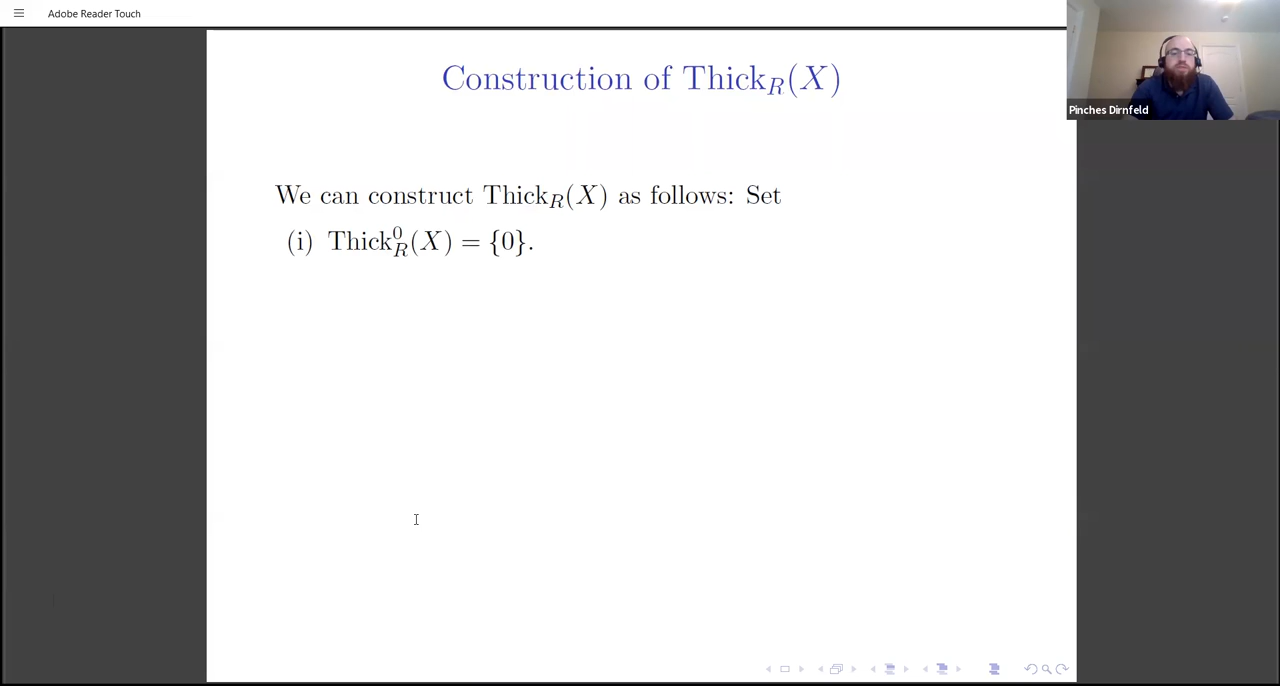 Adobe Reader Touch
Construction of Thick_R(X)
Pinches Dirnfeld
We can construct Thick_R(X) as follows: Set
(i) Thick^0_R(X) = {0}.